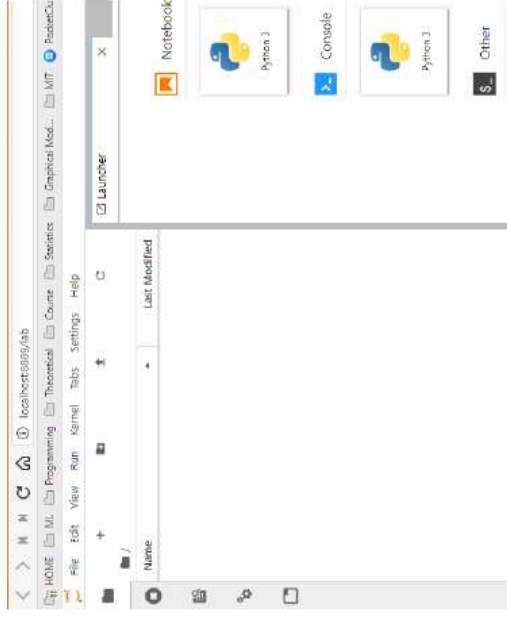 localhost:8889/lab
HOME ML Programming Theoretical Course Statistics Graphical Mod... MIT PocketClu
File Edit View Run Kernel Tabs Settings Help
Launcher
/
Name Last Modified
Notebook
Python 3
Console
Python 3
$_ Other